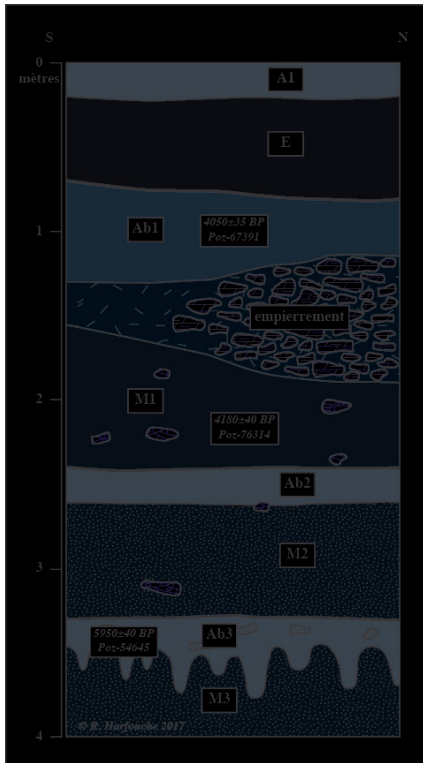 S N
0
mètres
A1
E
1
Ab1
4050±35 BP
Poz-67391
empierrement
2
M1
4180±40 BP
Poz-76314
Ab2
M2
3
5950±40 BP
Poz-54645
Ab3
M3
4
© R. Harfouche 2017